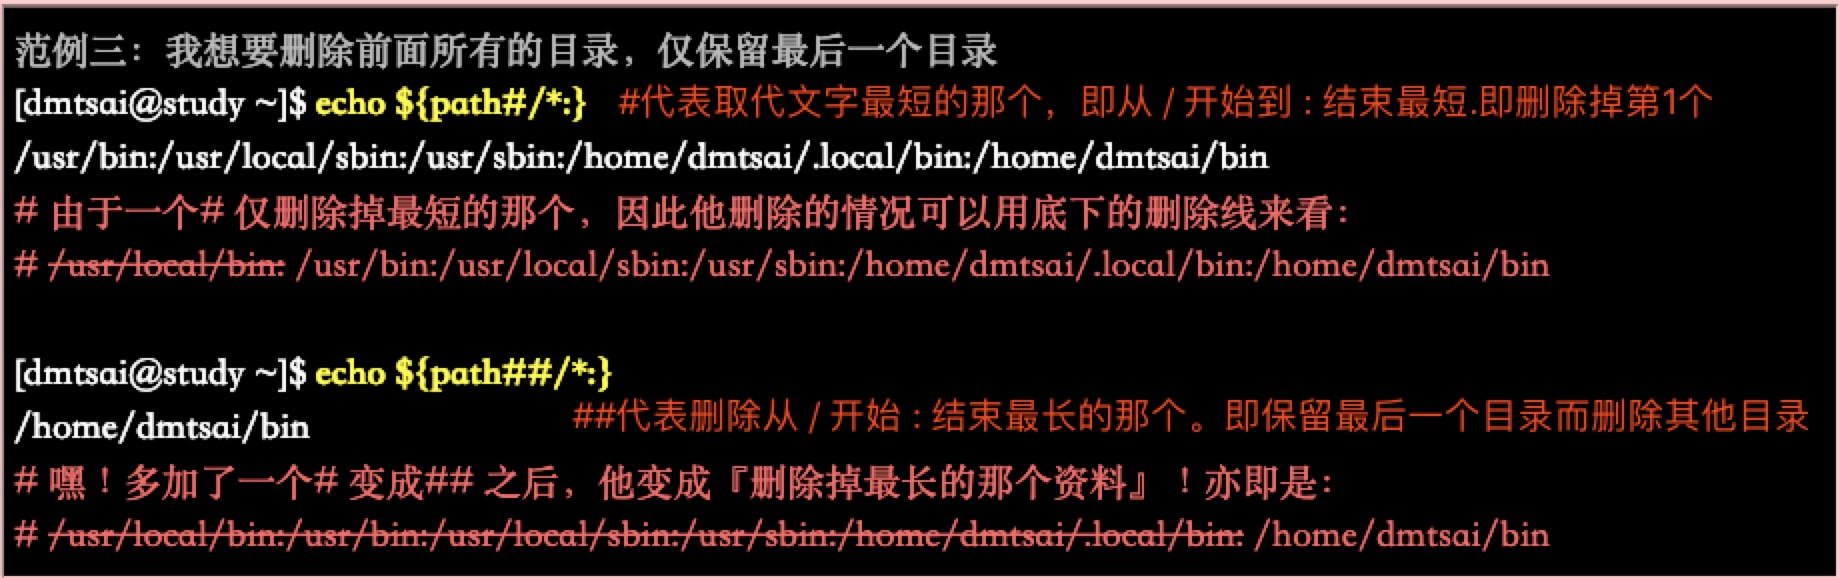 范例三：我想要删除前面所有的目录，仅保留最后一个目录
[dmtsai@study ~]$ echo ${path#/*:} #代表取代文字最短的那个，即从 / 开始到 : 结束最短.即删除掉第1个
/usr/bin:/usr/local/sbin:/usr/sbin:/home/dmtsai/.local/bin:/home/dmtsai/bin
# 由于一个# 仅删除掉最短的那个，因此他删除的情况可以用底下的删除线来看：
# /usr/local/bin: /usr/bin:/usr/local/sbin:/usr/sbin:/home/dmtsai/.local/bin:/home/dmtsai/bin
[dmtsai@study ~]$ echo ${path##/*:}
/home/dmtsai/bin ##代表删除从 / 开始 : 结束最长的那个。即保留最后一个目录而删除其他目录
# 嘿！多加了一个# 变成## 之后，他变成『删除掉最长的那个资料』！亦即是：
# /usr/local/bin:/usr/bin:/usr/local/sbin:/usr/sbin:/home/dmtsai/.local/bin: /home/dmtsai/bin